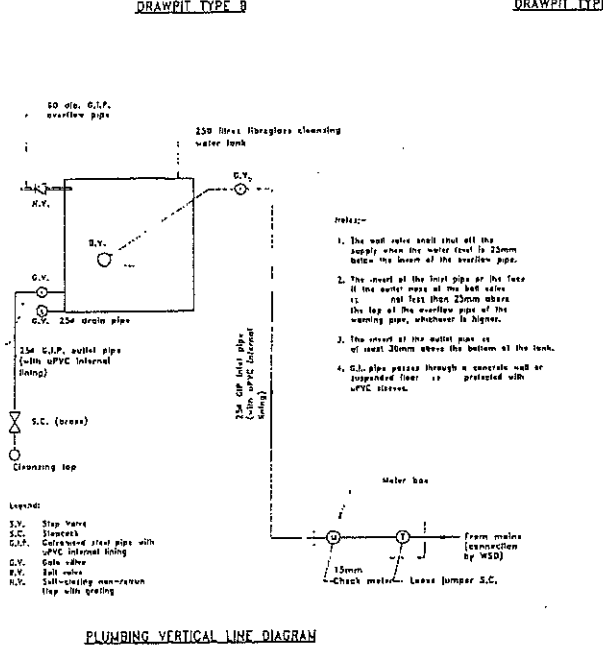 DRAWPIT TYPE B
DRAWPIT TYPE
50 dia. G.I.P.
overflow pipe
250 litres fibreglass cleansing
water tank
G.V.
N.V.
B.V.
G.V.
G.V. 25ø drain pipe
25ø G.I.P. outlet pipe
(with uPVC internal
lining)
25ø GIP inlet pipe
(with uPVC internal
lining)
S.C. (brass)
Cleansing tap
Notes:-
1. The ball valve shall shut off the
supply when the water level is 25mm
below the invert of the overflow pipe.
2. The invert of the inlet pipe or the face
of the outlet nose of the ball valve
is not less than 25mm above
the top of the overflow pipe of the
warning pipe, whichever is higher.
3. The invert of the outlet pipe is
at least 30mm above the bottom of the tank.
4. G.I. pipe passes through a concrete wall or
suspended floor is protected with
uPVC sleeves.
Meter box
M
T
From mains
(connection
by WSD)
15mm
Check meter
Loose jumper S.C.
Legend:
S.V. Stop Valve
S.C. Stopcock
G.I.P. Galvanised steel pipe with
uPVC internal lining
G.V. Gate valve
B.V. Ball valve
N.V. Self-closing non-return
flap with grating
PLUMBING VERTICAL LINE DIAGRAM